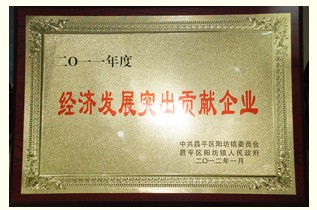 二〇一一年度
经济发展突出贡献企业
中共昌平区阳坊镇委员会
昌平区阳坊镇人民政府
二〇一二年一月